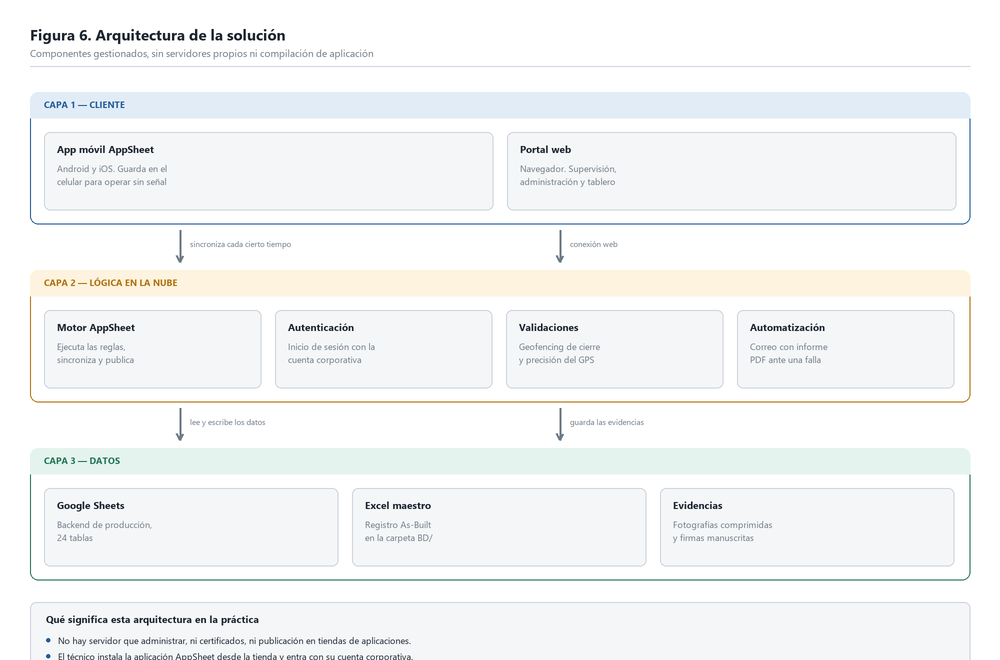 Figura 6. Arquitectura de la solución
Componentes gestionados, sin servidores propios ni compilación de aplicación
CAPA 1 — CLIENTE
App móvil AppSheet
Android y iOS. Guarda en el
celular para operar sin señal
Portal web
Navegador. Supervisión,
administración y tablero
sincroniza cada cierto tiempo
conexión web
CAPA 2 — LÓGICA EN LA NUBE
Motor AppSheet
Ejecuta las reglas,
sincroniza y publica
Autenticación
Inicio de sesión con la
cuenta corporativa
Validaciones
Geofencing de cierre
y precisión del GPS
Automatización
Correo con informe
PDF ante una falla
lee y escribe los datos
guarda las evidencias
CAPA 3 — DATOS
Google Sheets
Backend de producción,
24 tablas
Excel maestro
Registro As-Built
en la carpeta BD/
Evidencias
Fotografías comprimidas
y firmas manuscritas
Qué significa esta arquitectura en la práctica
No hay servidor que administrar, ni certificados, ni publicación en tiendas de aplicaciones.
El técnico instala la aplicación AppSheet desde la tienda y entra con su cuenta corporativa.